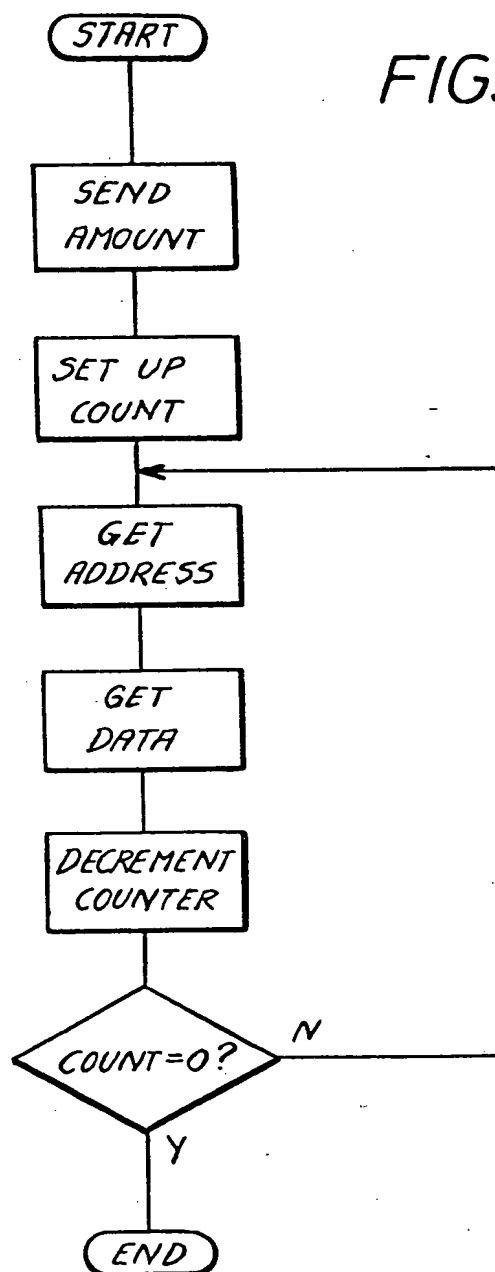 START
FIG.
SEND
AMOUNT
SET UP
COUNT
GET
ADDRESS
GET
DATA
DECREMENT
COUNTER
COUNT=0?
N
Y
END